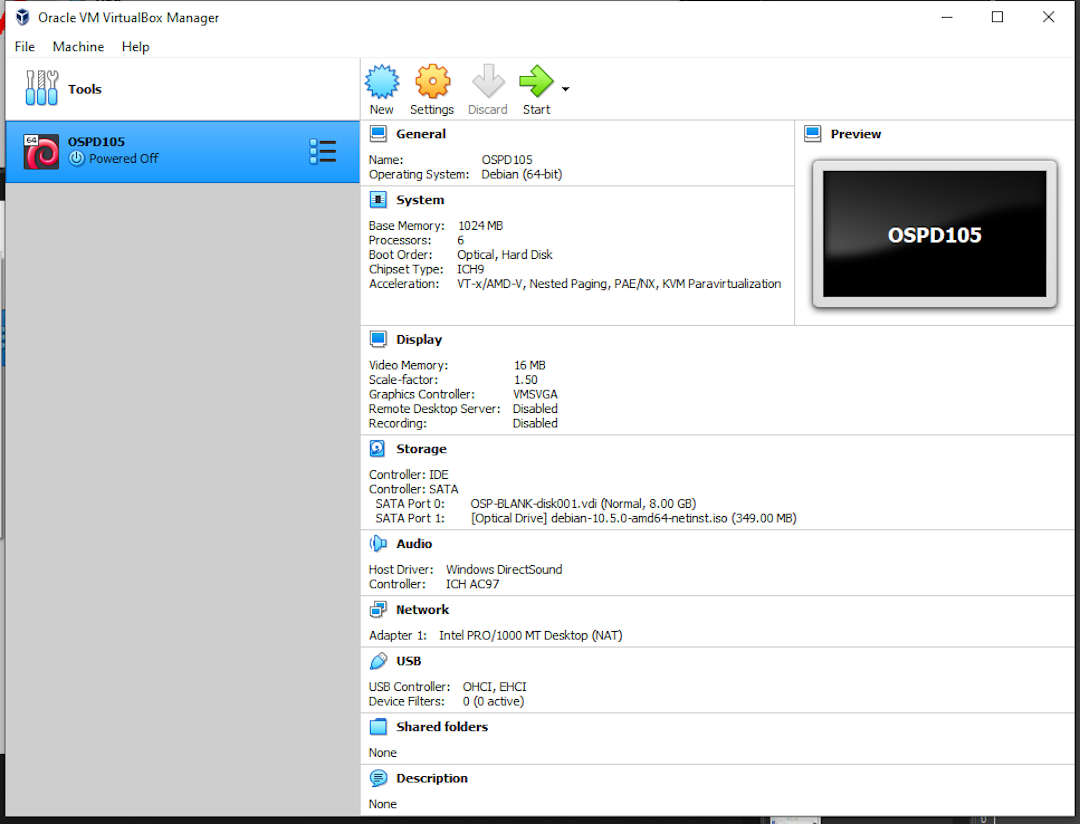 Oracle VM VirtualBox Manager
File Machine Help
Tools
New Settings Discard Start
64
OSPD105
Powered Off
General
Name: OSPD105
Operating System: Debian (64-bit)
Preview
OSPD105
System
Base Memory: 1024 MB
Processors: 6
Boot Order: Optical, Hard Disk
Chipset Type: ICH9
Acceleration: VT-x/AMD-V, Nested Paging, PAE/NX, KVM Paravirtualization
Display
Video Memory: 16 MB
Scale-factor: 1.50
Graphics Controller: VMSVGA
Remote Desktop Server: Disabled
Recording: Disabled
Storage
Controller: IDE
Controller: SATA
SATA Port 0: OSP-BLANK-disk001.vdi (Normal, 8.00 GB)
SATA Port 1: [Optical Drive] debian-10.5.0-amd64-netinst.iso (349.00 MB)
Audio
Host Driver: Windows DirectSound
Controller: ICH AC97
Network
Adapter 1: Intel PRO/1000 MT Desktop (NAT)
USB
USB Controller: OHCI, EHCI
Device Filters: 0 (0 active)
Shared folders
None
Description
None